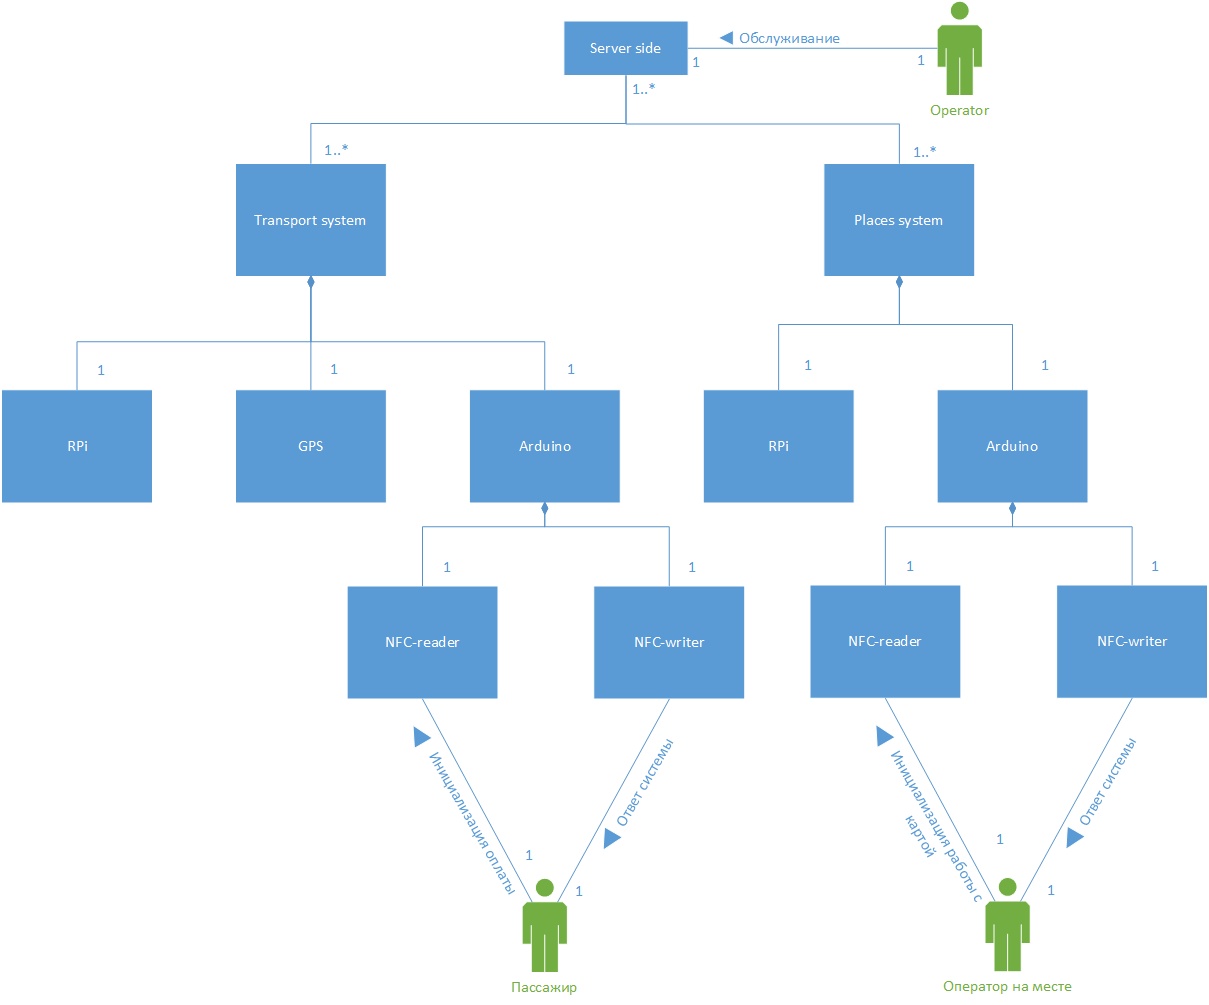 Server side
Обслуживание
1
1
Operator
1..*
1..*
1..*
Transport system
Places system
1
1
1
1
1
RPi
GPS
Arduino
RPi
Arduino
1
1
1
1
NFC-reader
NFC-writer
NFC-reader
NFC-writer
Инициализация оплаты
Ответ системы
Инициализация работы с
картой
Ответ системы
1
1
1
1
Пассажир
Оператор на месте